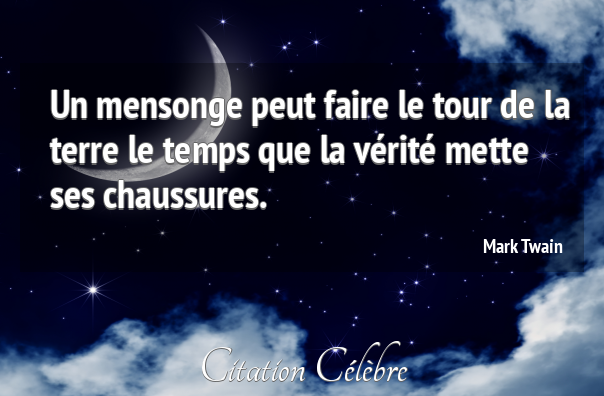 Un mensonge peut faire le tour de la
terre le temps que la vérité mette
ses chaussures.
Mark Twain
Citation Célèbre